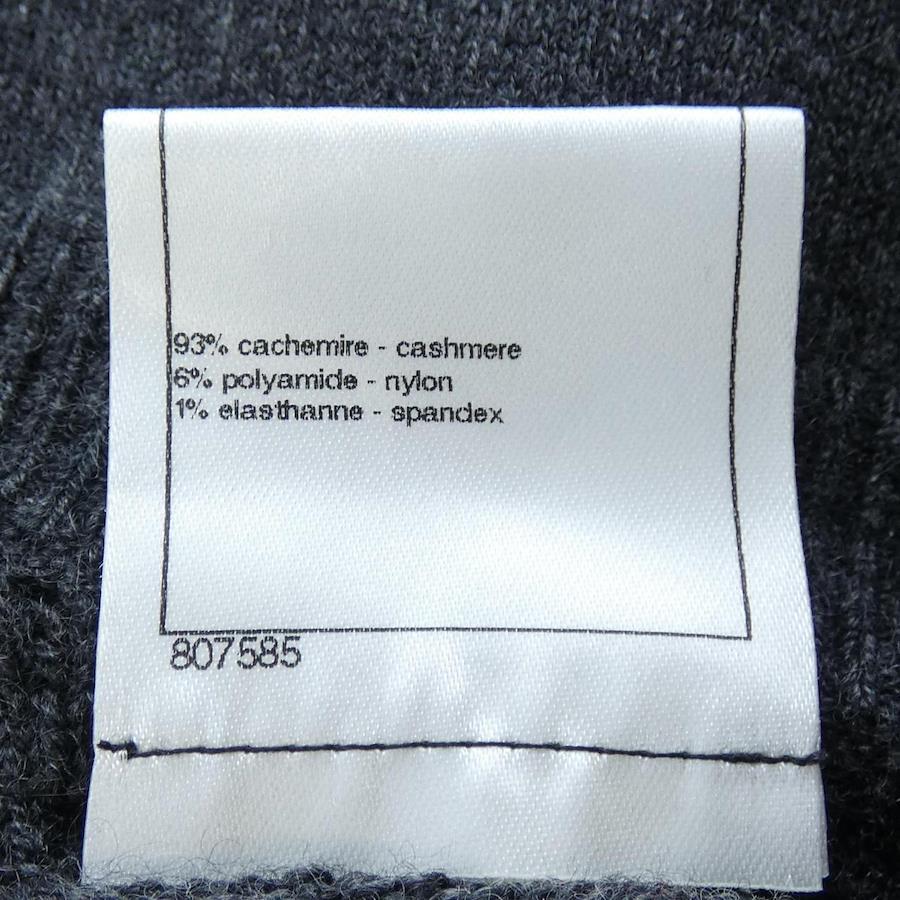 93% cachemire - cashmere
6% polyamide - nylon
1% elasthanne - spandex
807585